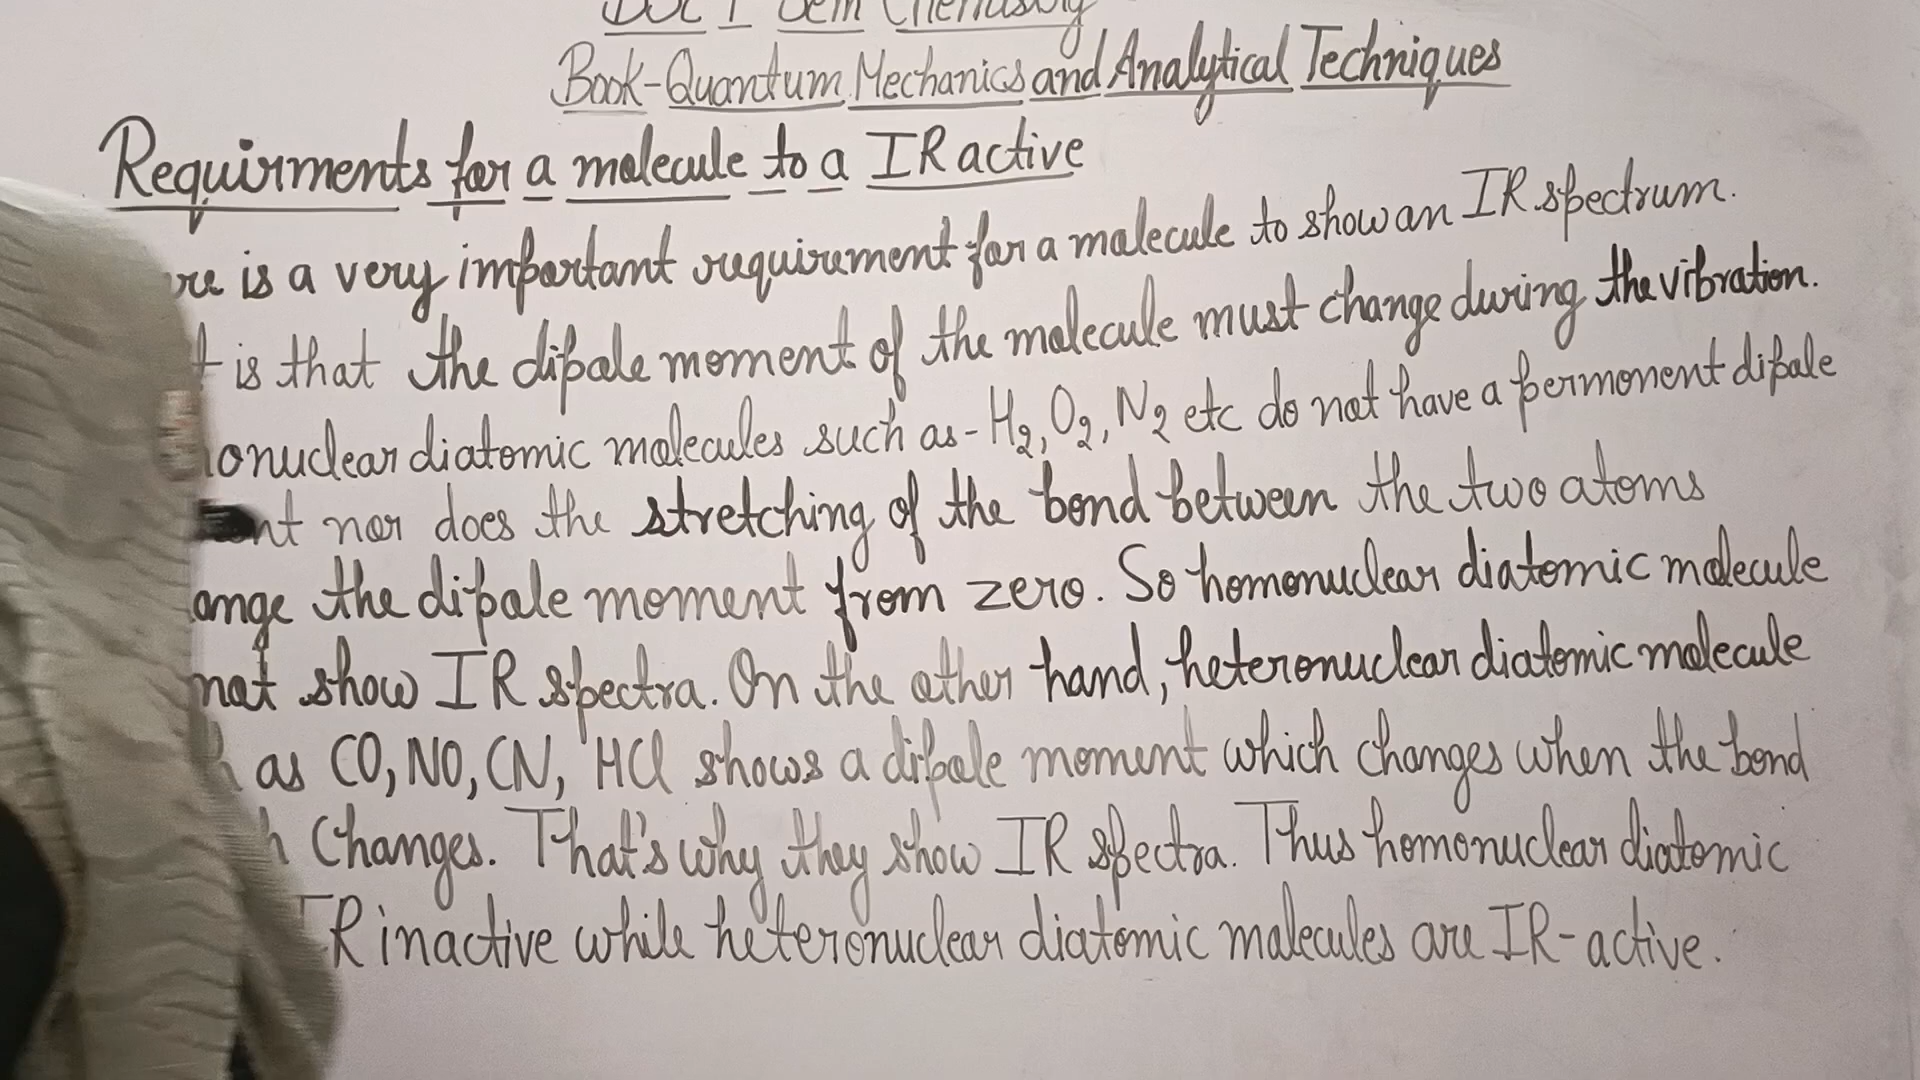 Sem Chemistry
Book-Quantum Mechanics and Analytical Techniques
Requirments for a molecule to a IR active
is a very important requirement for a molecule to show an IR spectrum.
is that the dipole moment of the molecule must change during the vibration.
onuclear diatomic molecules such as - H2, O2, N2 etc do not have a permonent dipole
nt nor does the stretching of the bond between the two atoms
ange the dipole moment from zero. So homonuclear diatomic molecule
not show IR spectra. On the other hand, heteronuclear diatomic molecule
as CO, NO, CN, HCl shows a dipole moment which changes when the bond
h Changes. That's why they show IR spectra. Thus homonuclear diatomic
IR inactive while heteronuclear diatomic molecules are IR-active.